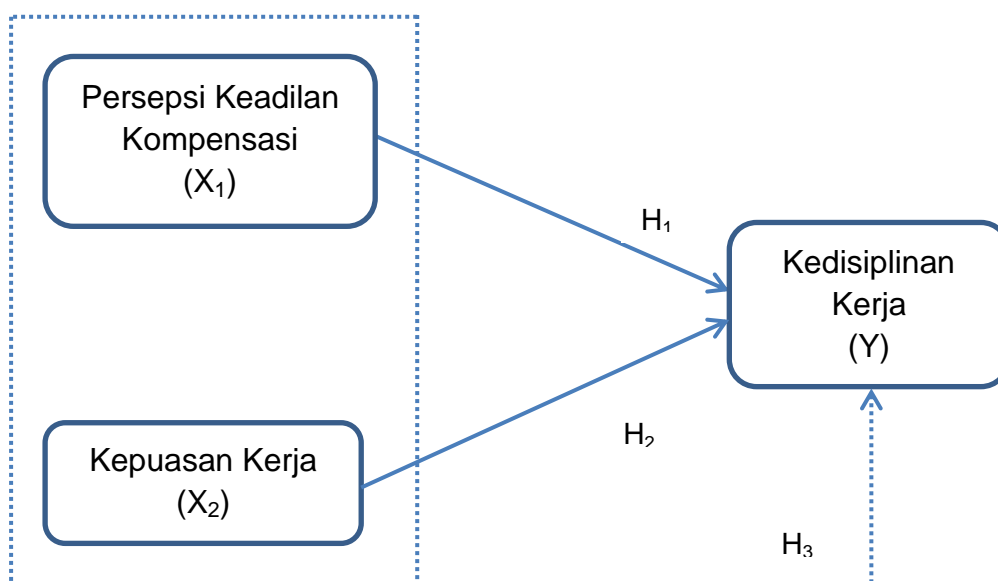 Persepsi Keadilan
Kompensasi
(X₁)
H₁
Kedisiplinan
Kerja
(Y)
Kepuasan Kerja
(X₂)
H₂
H₃